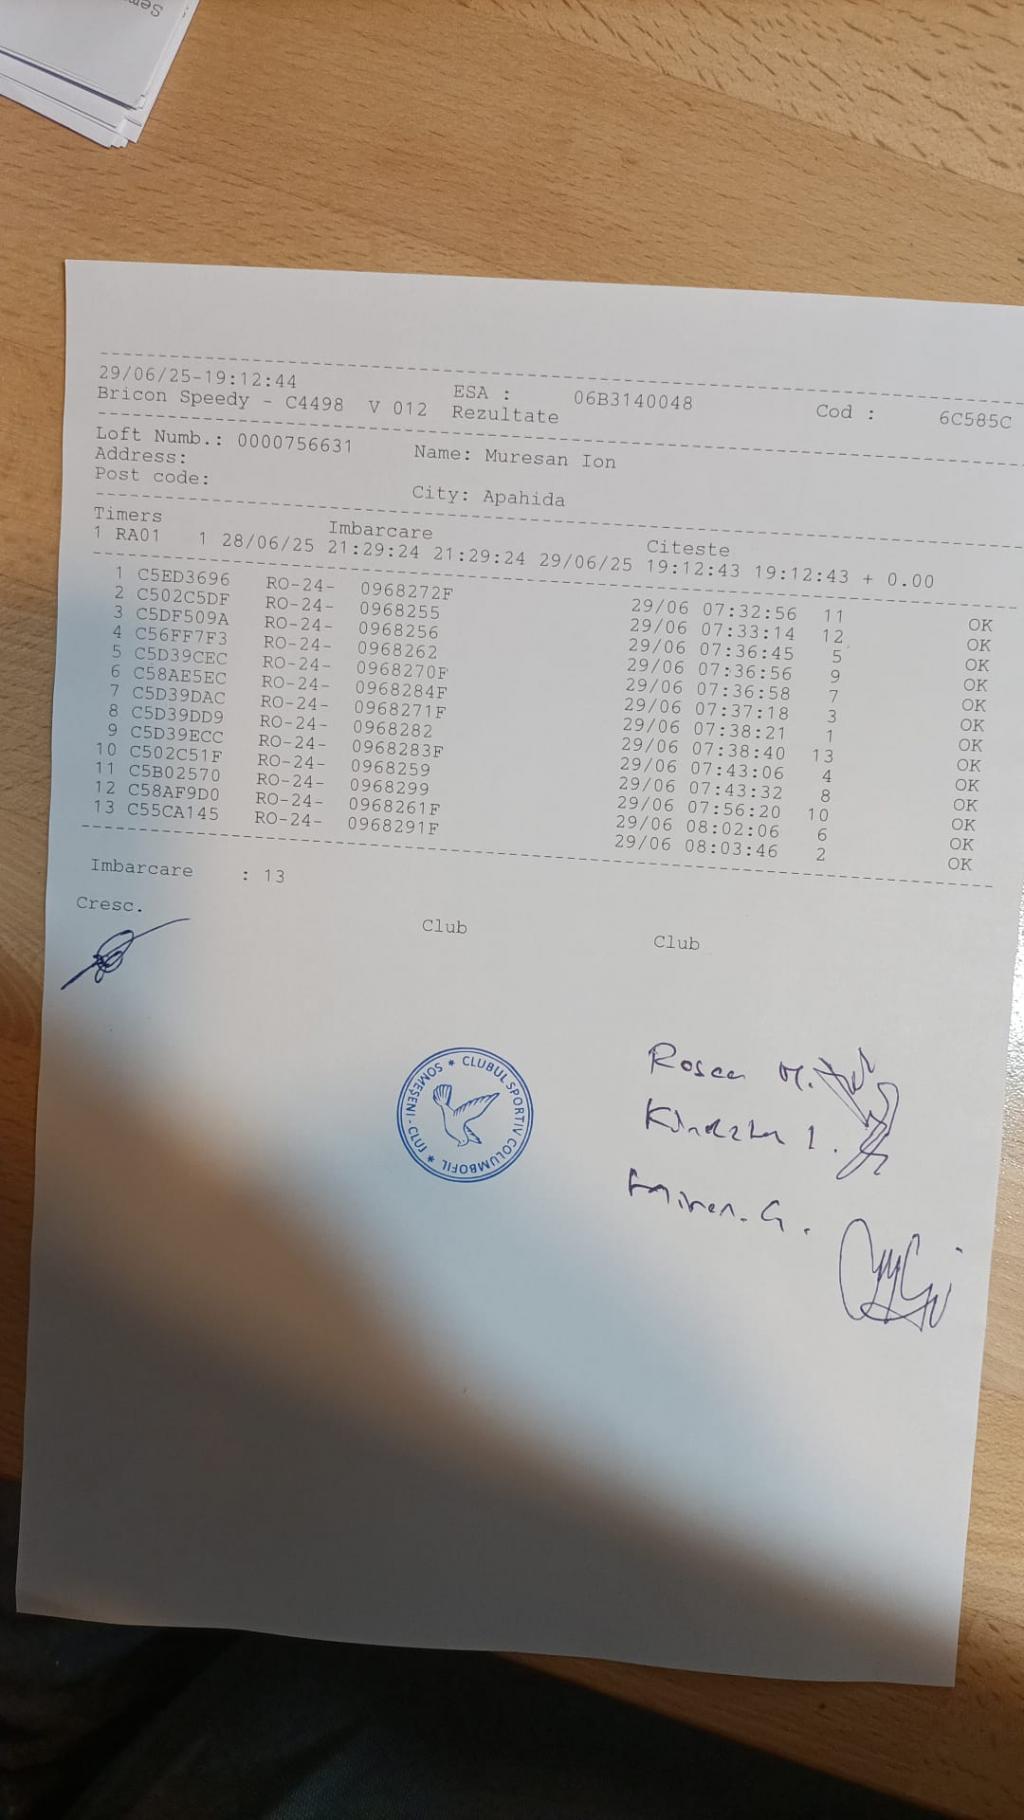 29/06/25-19:12:44 ESA : 06B3140048 Cod : 6C585C
Bricon Speedy - C4498 V 012 Rezultate
Loft Numb.: 0000756631 Name: Muresan Ion
Address:
Post code: City: Apahida
Timers Imbarcare Citeste
1 RA01 1 28/06/25 21:29:24 21:29:24 29/06/25 19:12:43 19:12:43 + 0.00
1 C5ED3696 RO-24- 0968272F 29/06 07:32:56 11 OK
2 C502C5DF RO-24- 0968255 29/06 07:33:14 12 OK
3 C5DF509A RO-24- 0968256 29/06 07:36:45 5 OK
4 C56FF7F3 RO-24- 0968262 29/06 07:36:56 9 OK
5 C5D39CEC RO-24- 0968270F 29/06 07:36:58 7 OK
6 C58AE5EC RO-24- 0968284F 29/06 07:37:18 3 OK
7 C5D39DAC RO-24- 0968271F 29/06 07:38:21 1 OK
8 C5D39DD9 RO-24- 0968282 29/06 07:38:40 13 OK
9 C5D39ECC RO-24- 0968283F 29/06 07:43:06 4 OK
10 C502C51F RO-24- 0968259 29/06 07:43:32 8 OK
11 C5B02570 RO-24- 0968299 29/06 07:56:20 10 OK
12 C58AF9D0 RO-24- 0968261F 29/06 08:02:06 6 OK
13 C55CA145 RO-24- 0968291F 29/06 08:03:46 2 OK
Imbarcare : 13
Cresc. Club Club
CLUBUL SPORTIV COLUMBOFIL * SOMEȘENI - CLUJ *
Rosca M.